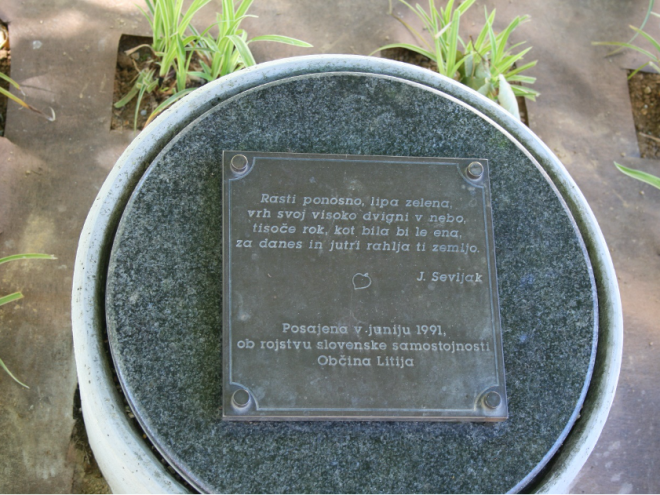 Rasti ponosno, lipa zelena,
vrh svoj visoko dvigni v nebo,
tisoče rok, kot bila bi le ena,
za danes in jutri rahlja ti zemljo.
J. Sevljak
Posajena v juniju 1991,
ob rojstvu slovenske samostojnosti
Občina Litija